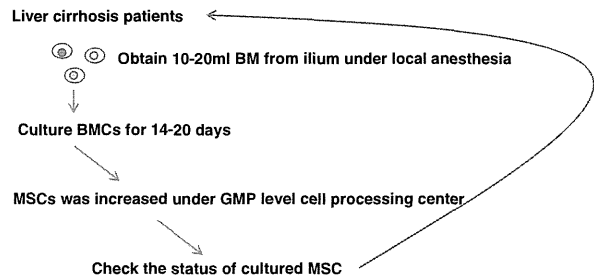 Liver cirrhosis patients
Obtain 10-20ml BM from ilium under local anesthesia
Culture BMCs for 14-20 days
MSCs was increased under GMP level cell processing center
Check the status of cultured MSC